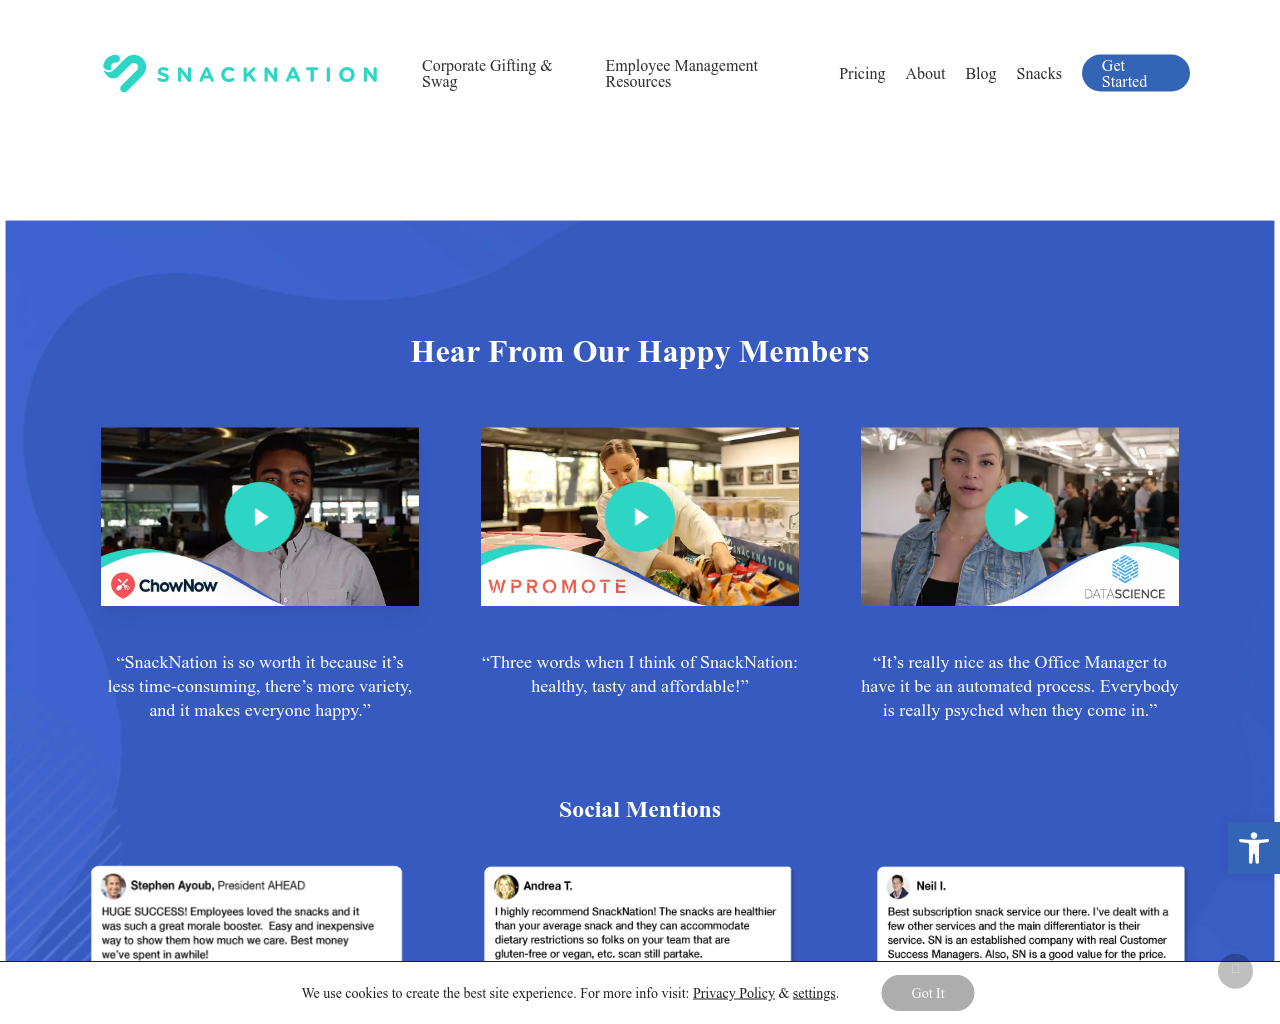 SNACKNATION
Corporate Gifting &
Swag
Employee Management
Resources
Pricing
About
Blog
Snacks
Get
Started
Hear From Our Happy Members
ChowNow
WPROMOTE
SNACKNATION
DATASCIENCE
“SnackNation is so worth it because it’s
less time-consuming, there’s more variety,
and it makes everyone happy.”
“Three words when I think of SnackNation:
healthy, tasty and affordable!”
“It’s really nice as the Office Manager to
have it be an automated process. Everybody
is really psyched when they come in.”
Social Mentions
Stephen Ayoub, President AHEAD
HUGE SUCCESS! Employees loved the snacks and it
was such a great morale booster. Easy and inexpensive
way to show them how much we care. Best money
we've spent in awhile!
Andrea T.
I highly recommend SnackNation! The snacks are healthier
than your average snack and they can accommodate
dietary restrictions so folks on your team that are
gluten-free or vegan, etc. scan still partake.
Neil I.
Best subscription snack service our there. I've dealt with a
few other services and the main differentiator is their
service. SN is an established company with real Customer
Success Managers. Also, SN is a good value for the price.
We use cookies to create the best site experience. For more info visit: Privacy Policy & settings.
Got It